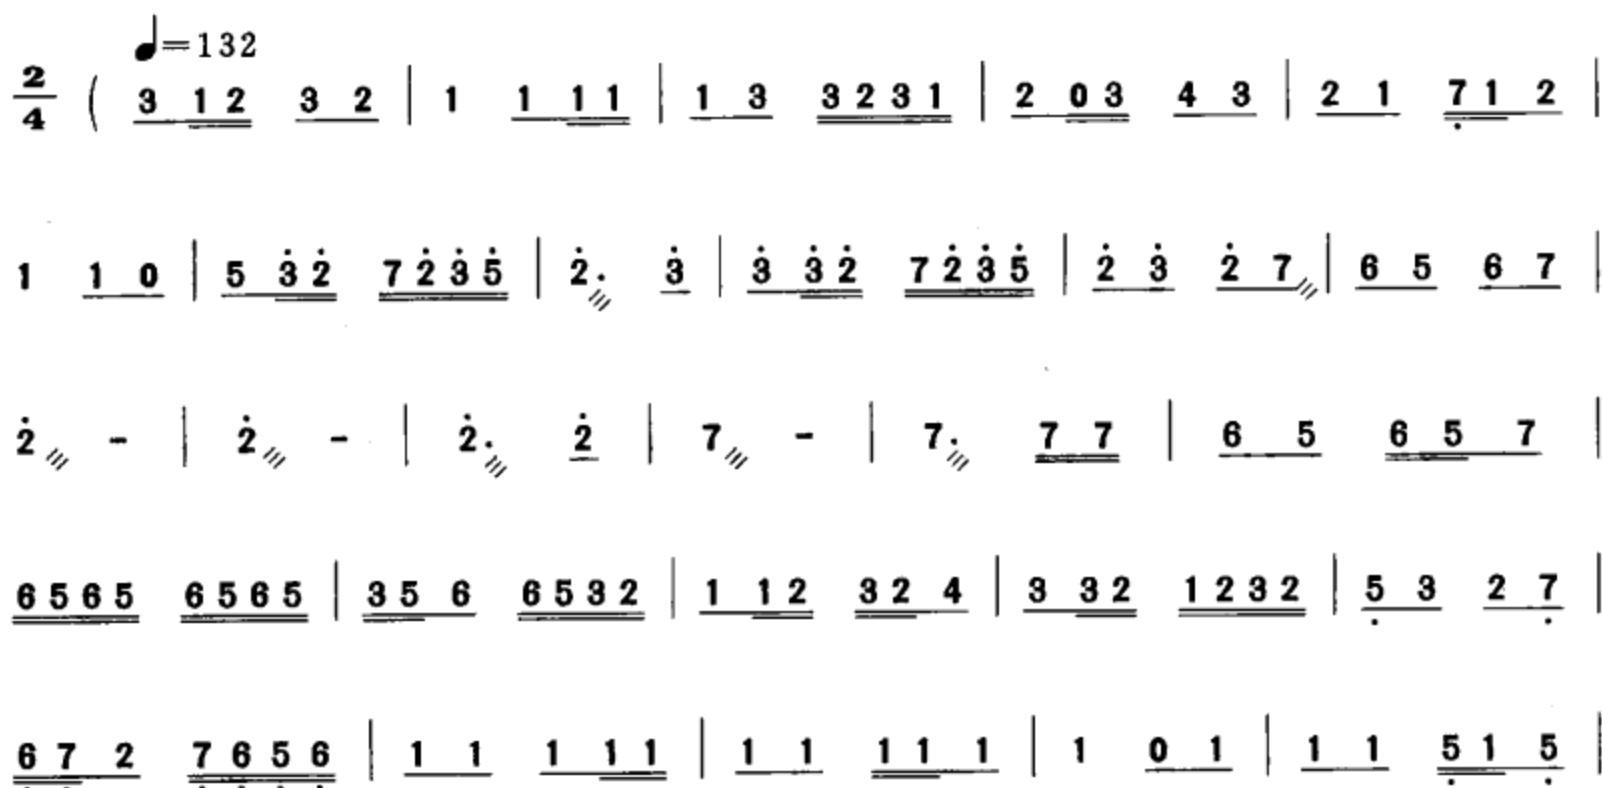 ♩=132
2/4 ( 3 1 2 3 2 | 1 1 1 1 | 1 3 3 2 3 1 | 2 0 3 4 3 | 2 1 7̣ 1 2 |
1 1 0 | 5 3̇ 2̇ 7 2̇ 3̇ 5̇ | 2̇. 3̇ | 3̇ 3̇ 2̇ 7 2̇ 3̇ 5̇ | 2̇ 3̇ 2̇ 7 | 6 5 6 7 |
2̇ - | 2̇ - | 2̇. 2̇ | 7 - | 7. 7 7 | 6 5 6 5 7 |
6 5 6 5 6 5 6 5 | 3 5 6 6 5 3 2 | 1 1 2 3 2 4 | 3 3 2 1 2 3 2 | 5̣ 3 2 7̣ |
6̣ 7̣ 2 7̣ 6̣ 5̣ 6̣ | 1 1 1 1 1 | 1 1 1 1 1 | 1 0 1 | 1 1 5̣ 1 5̣ |